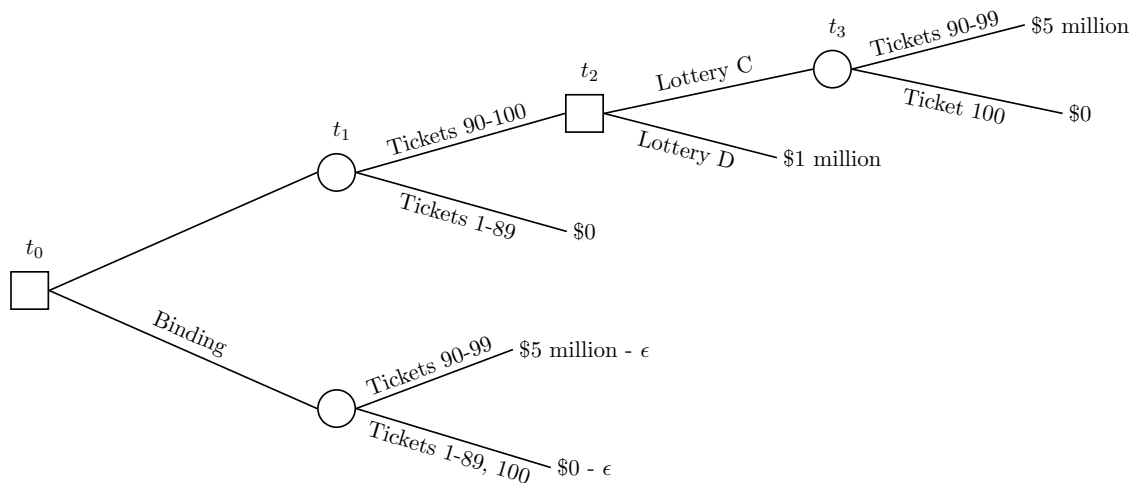 t₃
Tickets 90-99
$5 million
Lottery C
t₂
Ticket 100
$0
Tickets 90-100
t₁
Lottery D
$1 million
Tickets 1-89
$0
t₀
Binding
Tickets 90-99
$5 million - ϵ
Tickets 1-89, 100
$0 - ϵ